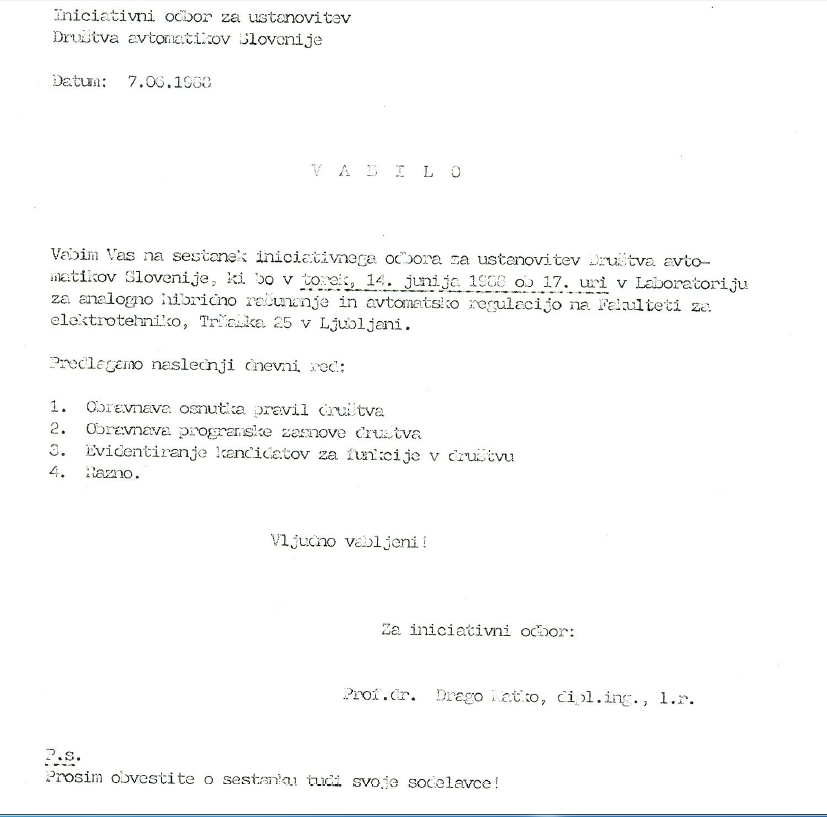 Iniciativni odbor za ustanovitev
Društva avtomatikov Slovenije
Datum: 7.06.1988
V A B I L O
Vabim Vas na sestanek iniciativnega odbora za ustanovitev Društva avto-
matikov Slovenije, ki bo v torek, 14. junija 1988 ob 17. uri v Laboratoriju
za analogno hibridno računanje in avtomatsko regulacijo na Fakulteti za
elektrotehniko, Tržaška 25 v Ljubljani.
Predlagamo naslednji dnevni red:
1. Obravnava osnutka pravil društva
2. Obravnava programske zasnove društva
3. Evidentiranje kandidatov za funkcije v društvu
4. Razno.
Vljudno vabljeni!
Za iniciativni odbor:
Prof.dr. Drago Matko, dipl.ing., l.r.
P.s.
Prosim obvestite o sestanku tudi svoje sodelavce!